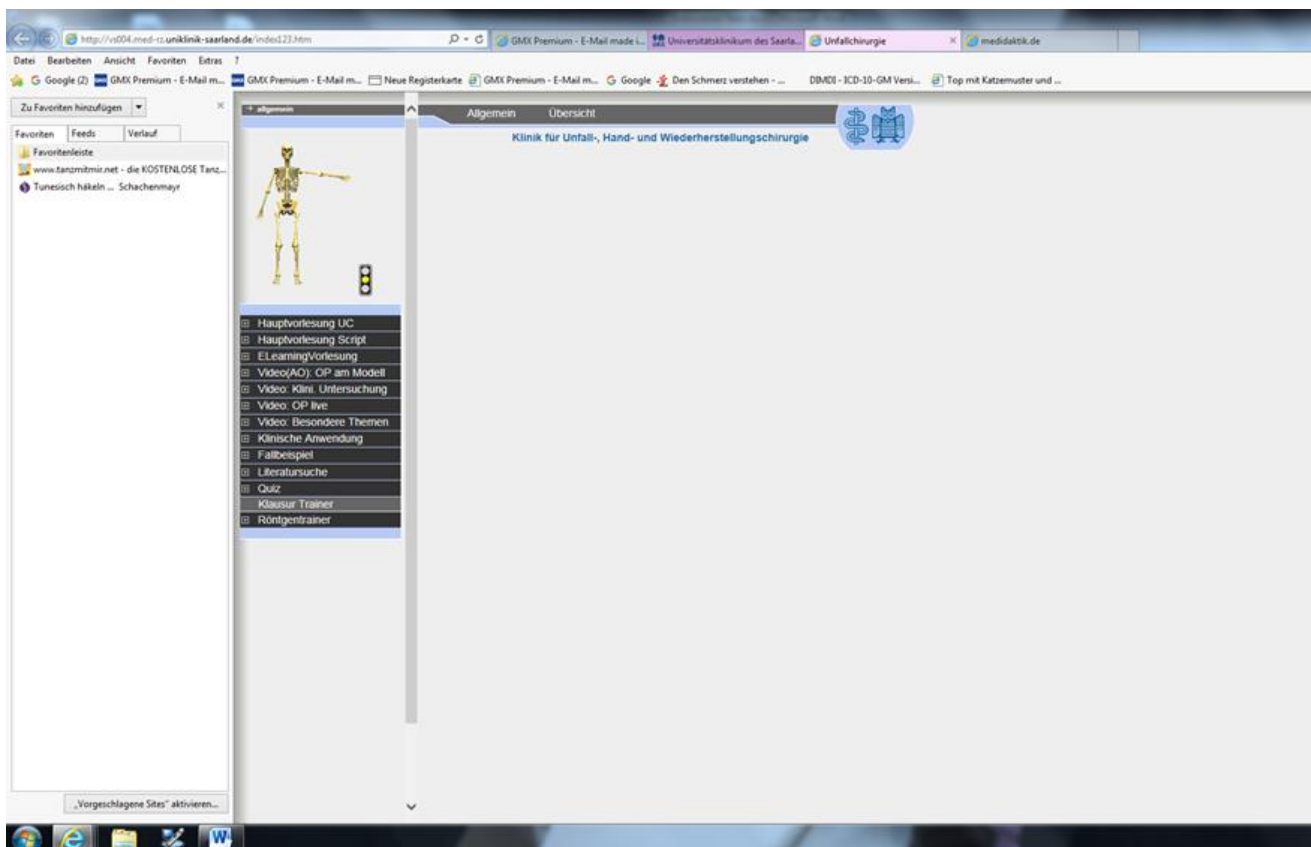 http://vs004.med-rz.uniklinik-saarland.de/index123.htm
GMX Premium - E-Mail made i...
Universitätsklinikum des Saarla...
Unfallchirurgie
medidaktik.de
Datei Bearbeiten Ansicht Favoriten Extras ?
Google (2) GMX Premium - E-Mail m... GMX Premium - E-Mail m... Neue Registerkarte GMX Premium - E-Mail m... Google Den Schmerz verstehen - ... DIMDI - ICD-10-GM Versi... Top mit Katzenmuster und ...
Zu Favoriten hinzufügen
Favoriten Feeds Verlauf
Favoritenleiste
www.tanzmitmir.net - die KOSTENLOSE Tanz...
Tunesisch häkeln ... Schachenmayr
„Vorgeschlagene Sites“ aktivieren...
allgemein
Hauptvorlesung UC
Hauptvorlesung Script
ELearningVorlesung
Video(AO): OP am Modell
Video: Klini. Untersuchung
Video: OP live
Video: Besondere Themen
Klinische Anwendung
Fallbeispiel
Literatursuche
Quiz
Klausur Trainer
Röntgentrainer
Allgemein Übersicht
Klinik für Unfall-, Hand- und Wiederherstellungschirurgie